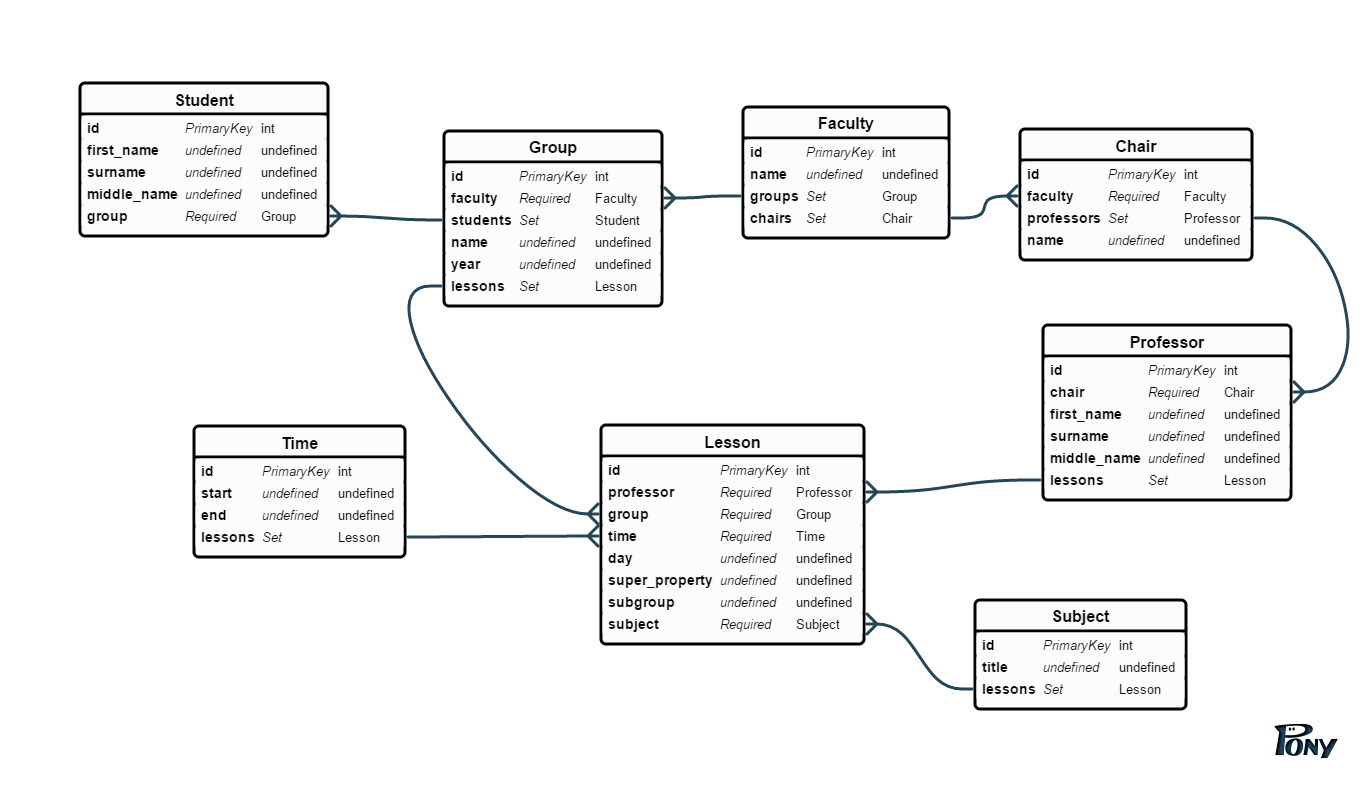 Student
id PrimaryKey int
first_name undefined undefined
surname undefined undefined
middle_name undefined undefined
group Required Group
Group
id PrimaryKey int
faculty Required Faculty
students Set Student
name undefined undefined
year undefined undefined
lessons Set Lesson
Faculty
id PrimaryKey int
name undefined undefined
groups Set Group
chairs Set Chair
Chair
id PrimaryKey int
faculty Required Faculty
professors Set Professor
name undefined undefined
Professor
id PrimaryKey int
chair Required Chair
first_name undefined undefined
surname undefined undefined
middle_name undefined undefined
lessons Set Lesson
Time
id PrimaryKey int
start undefined undefined
end undefined undefined
lessons Set Lesson
Lesson
id PrimaryKey int
professor Required Professor
group Required Group
time Required Time
day undefined undefined
super_property undefined undefined
subgroup undefined undefined
subject Required Subject
Subject
id PrimaryKey int
title undefined undefined
lessons Set Lesson
PONY